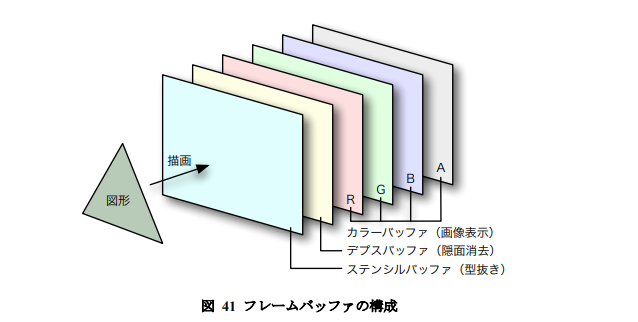 描画
図形
R
G
B
A
カラーバッファ（画像表示）
デプスバッファ（隠面消去）
ステンシルバッファ（型抜き）
図 41 フレームバッファの構成